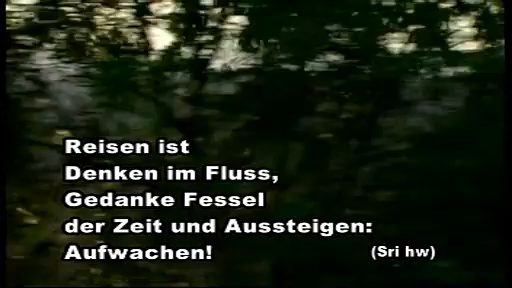 Reisen ist
Denken im Fluss,
Gedanke Fessel
der Zeit und Aussteigen:
Aufwachen!
(Sri hw)